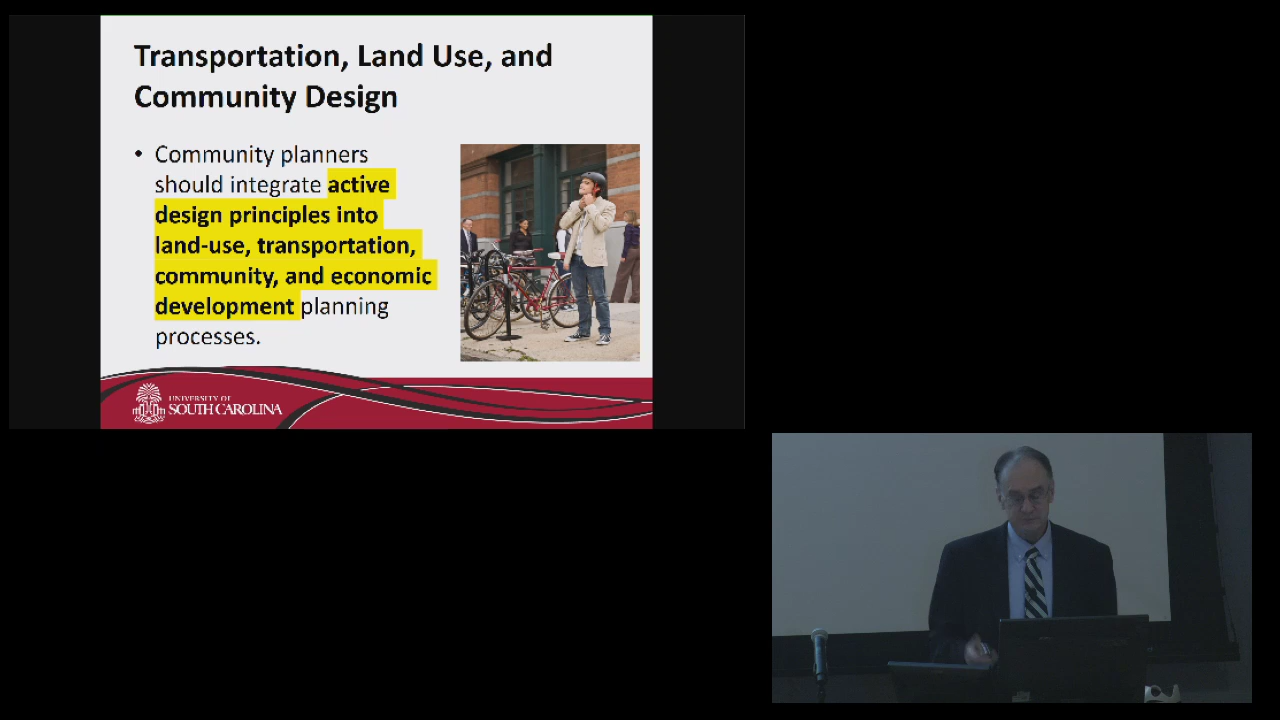 Transportation, Land Use, and
Community Design
• Community planners
should integrate active
design principles into
land-use, transportation,
community, and economic
development planning
processes.
UNIVERSITY OF
SOUTH CAROLINA